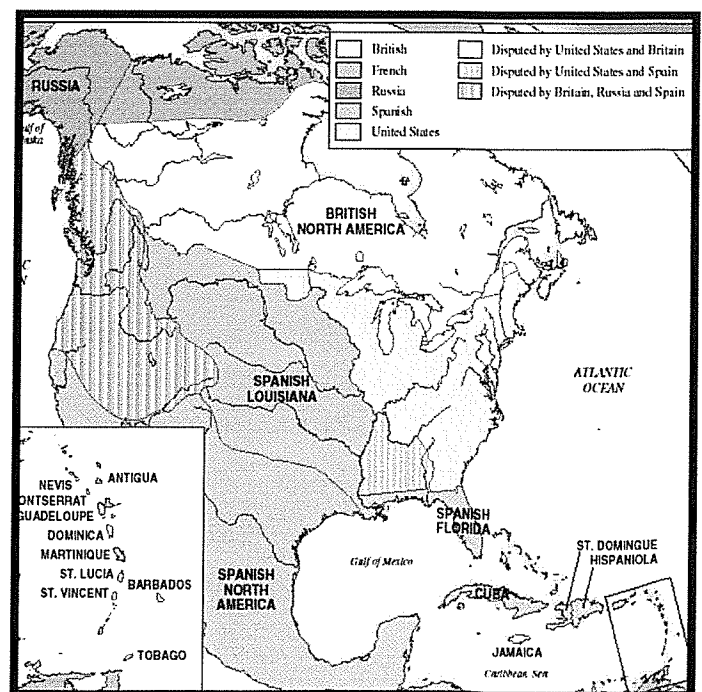 British
French
Russia
Spanish
United States
Disputed by United States and Britain
Disputed by United States and Spain
Disputed by Britain, Russia and Spain
RUSSIA
Gulf of
BRITISH
NORTH AMERICA
SPANISH
LOUISIANA
ATLANTIC
OCEAN
SPANISH
FLORIDA
Gulf of Mexico
SPANISH
NORTH
AMERICA
CUBA
ST. DOMINGUE
HISPANIOLA
JAMAICA
Caribbean Sea
ANTIGUA
NEVIS
ONTSERRAT
GUADELOUPE
DOMINICA
MARTINIQUE
ST. LUCIA
BARBADOS
ST. VINCENT
TOBAGO